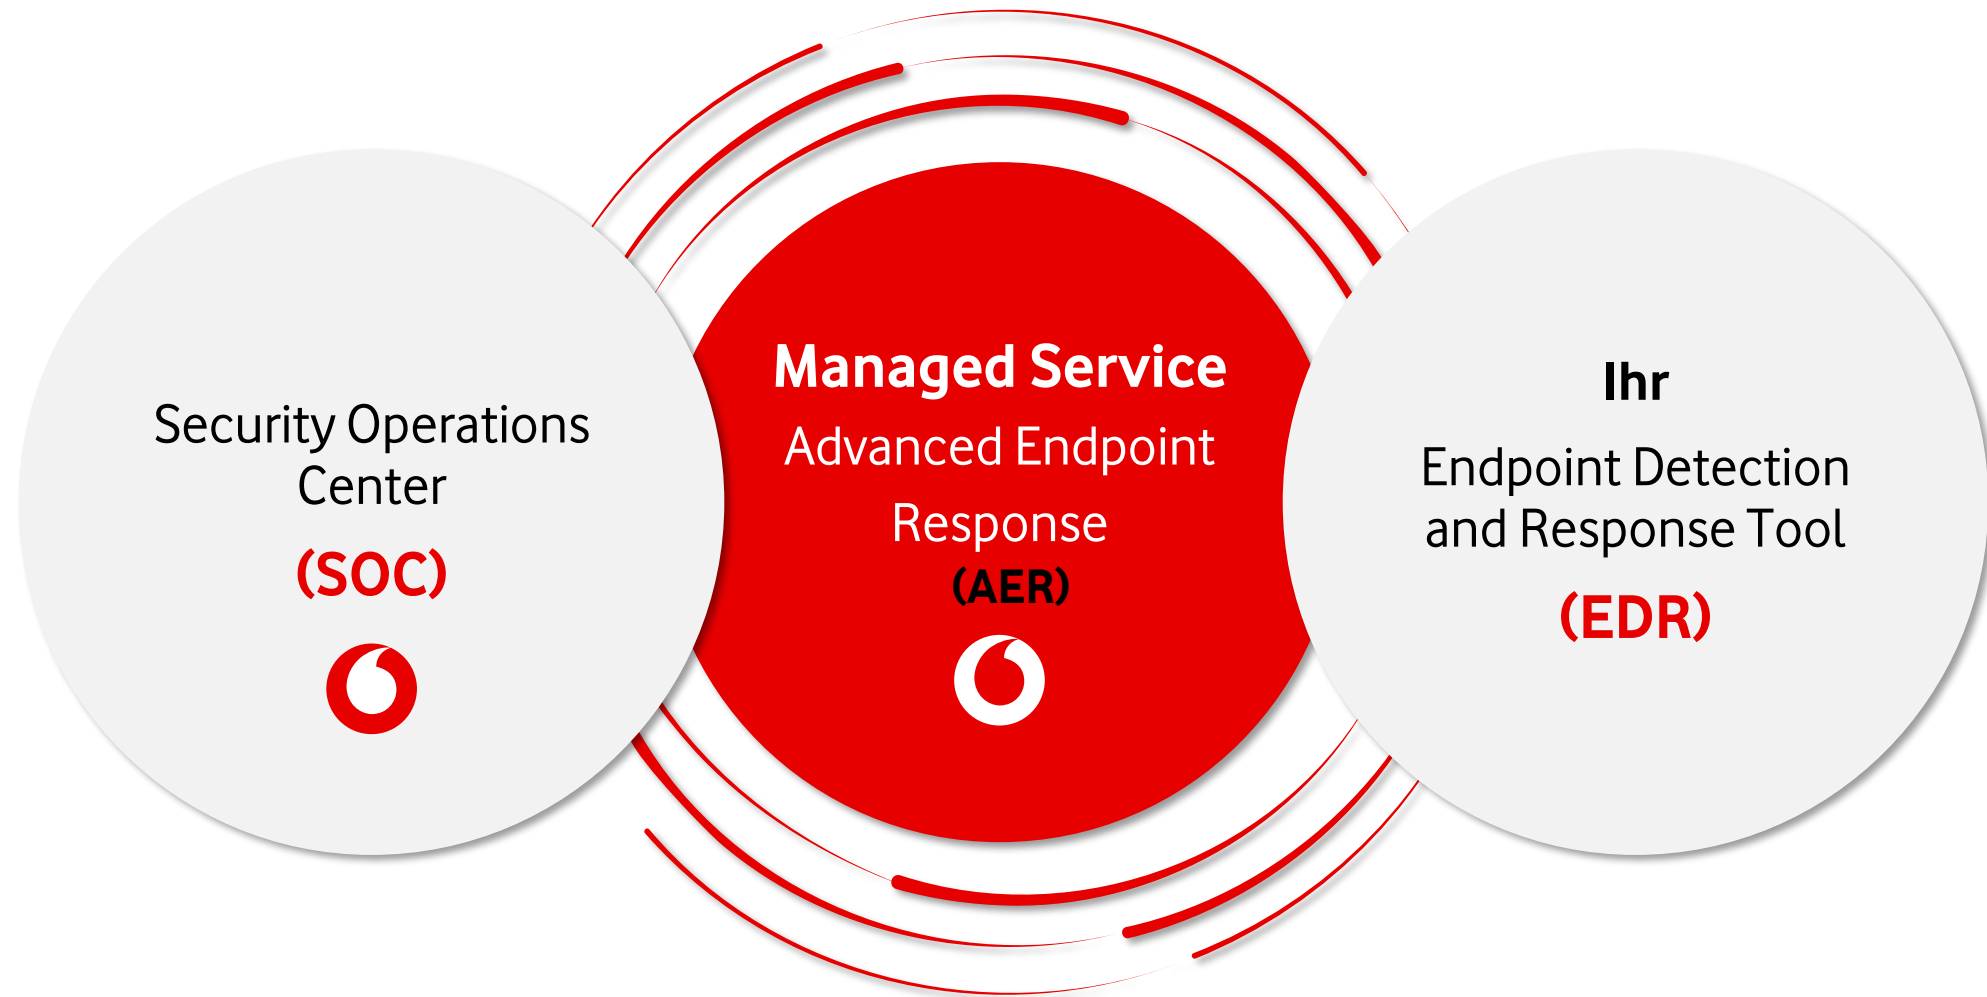 Security Operations
Center
(SOC)
Managed Service
Advanced Endpoint
Response
(AER)
Ihr
Endpoint Detection
and Response Tool
(EDR)